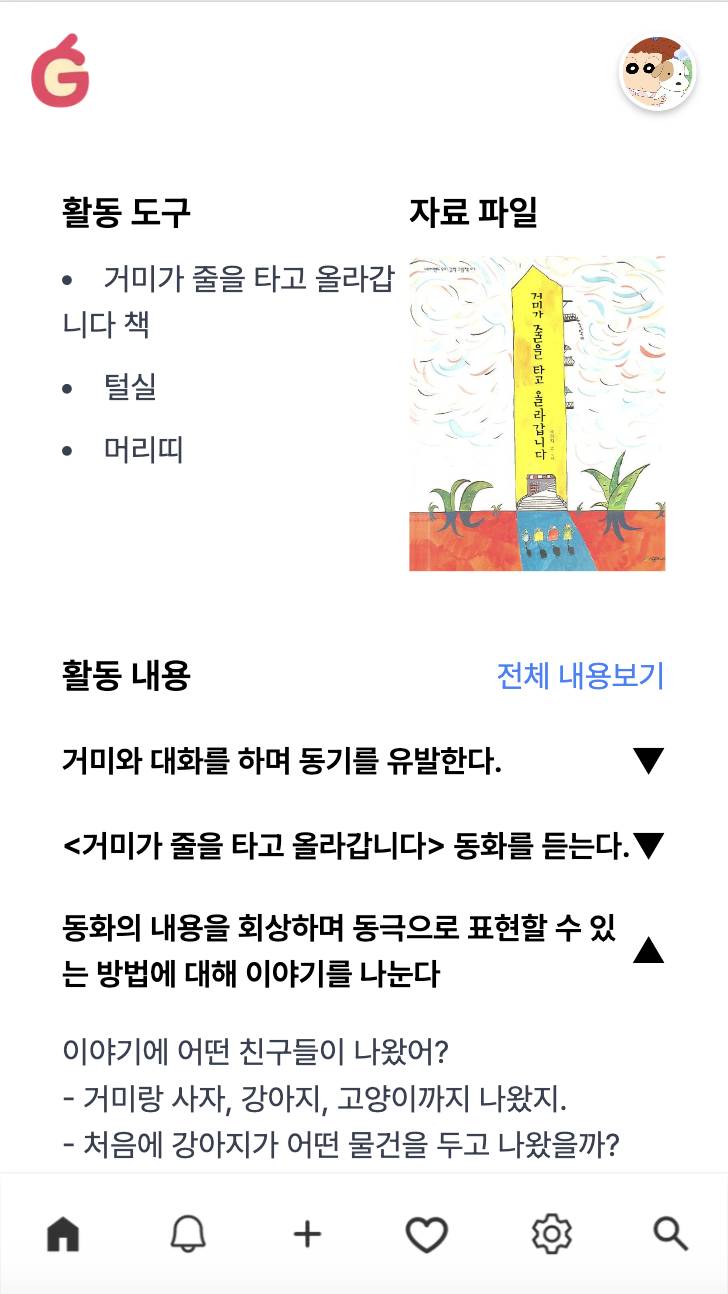 G
활동 도구
자료 파일
• 거미가 줄을 타고 올라갑
니다 책
• 털실
• 머리띠
거미가 줄을 타고 올라갑니다
활동 내용
전체 내용보기
거미와 대화를 하며 동기를 유발한다.
<거미가 줄을 타고 올라갑니다> 동화를 듣는다.
동화의 내용을 회상하며 동극으로 표현할 수 있
는 방법에 대해 이야기를 나눈다
이야기에 어떤 친구들이 나왔어?
- 거미랑 사자, 강아지, 고양이까지 나왔지.
- 처음에 강아지가 어떤 물건을 두고 나왔을까?